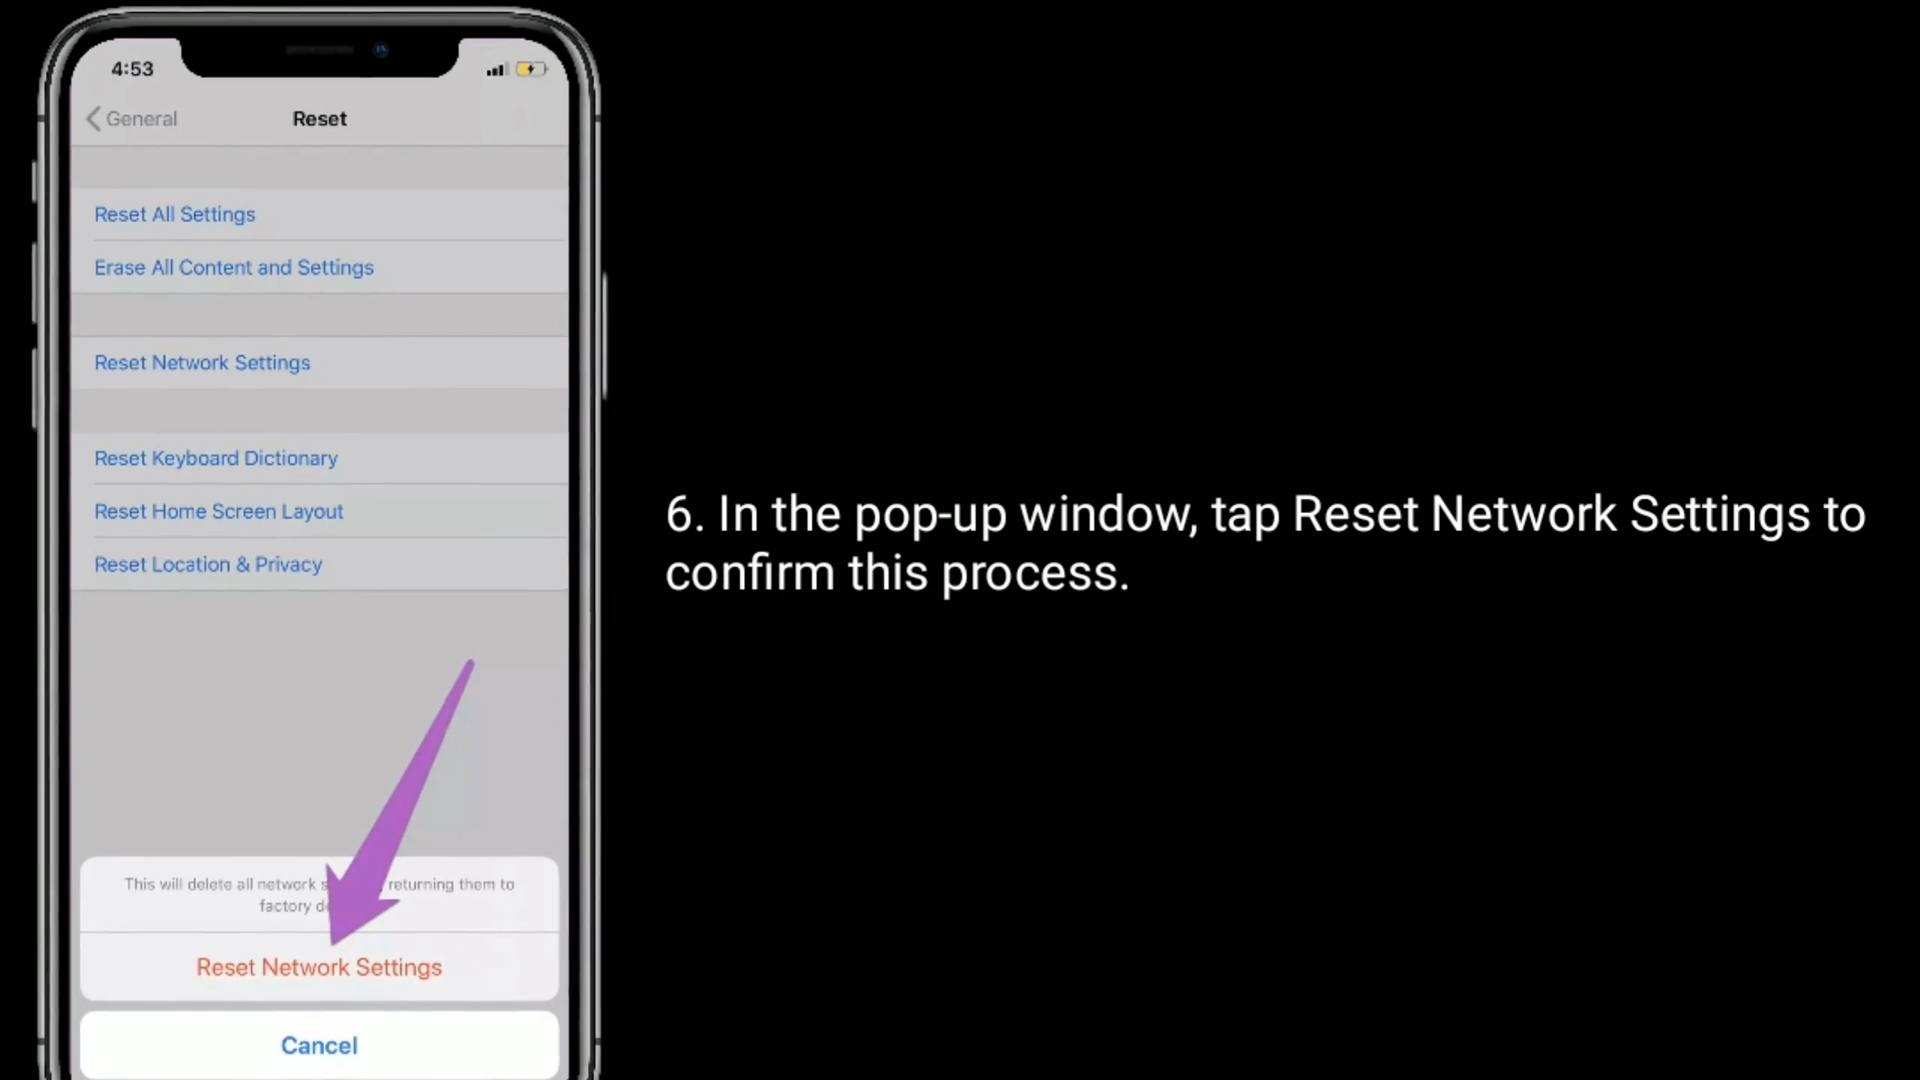 4:53
General
Reset
Reset All Settings
Erase All Content and Settings
Reset Network Settings
Reset Keyboard Dictionary
Reset Home Screen Layout
Reset Location & Privacy
This will delete all network returning them to
factory
Reset Network Settings
Cancel
6. In the pop-up window, tap Reset Network Settings to
confirm this process.